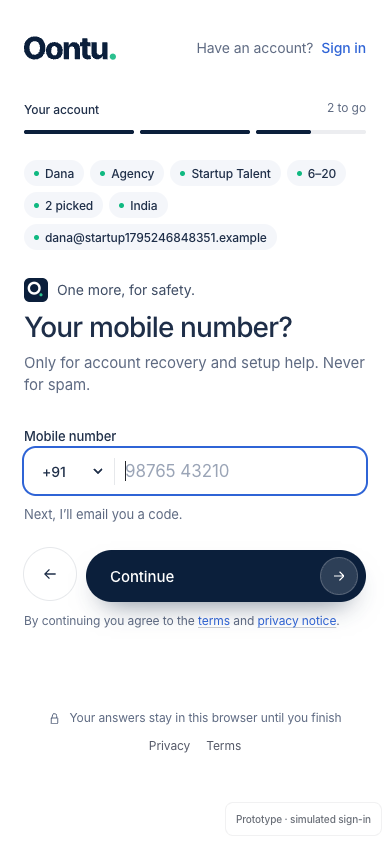 Oontu.
Have an account? Sign in
Your account
2 to go
Dana
Agency
Startup Talent
6–20
2 picked
India
dana@startup1795246848351.example
One more, for safety.
Your mobile number?
Only for account recovery and setup help. Never
for spam.
Mobile number
+91
98765 43210
Next, I’ll email you a code.
Continue
By continuing you agree to the terms and privacy notice.
Your answers stay in this browser until you finish
Privacy Terms
Prototype · simulated sign-in